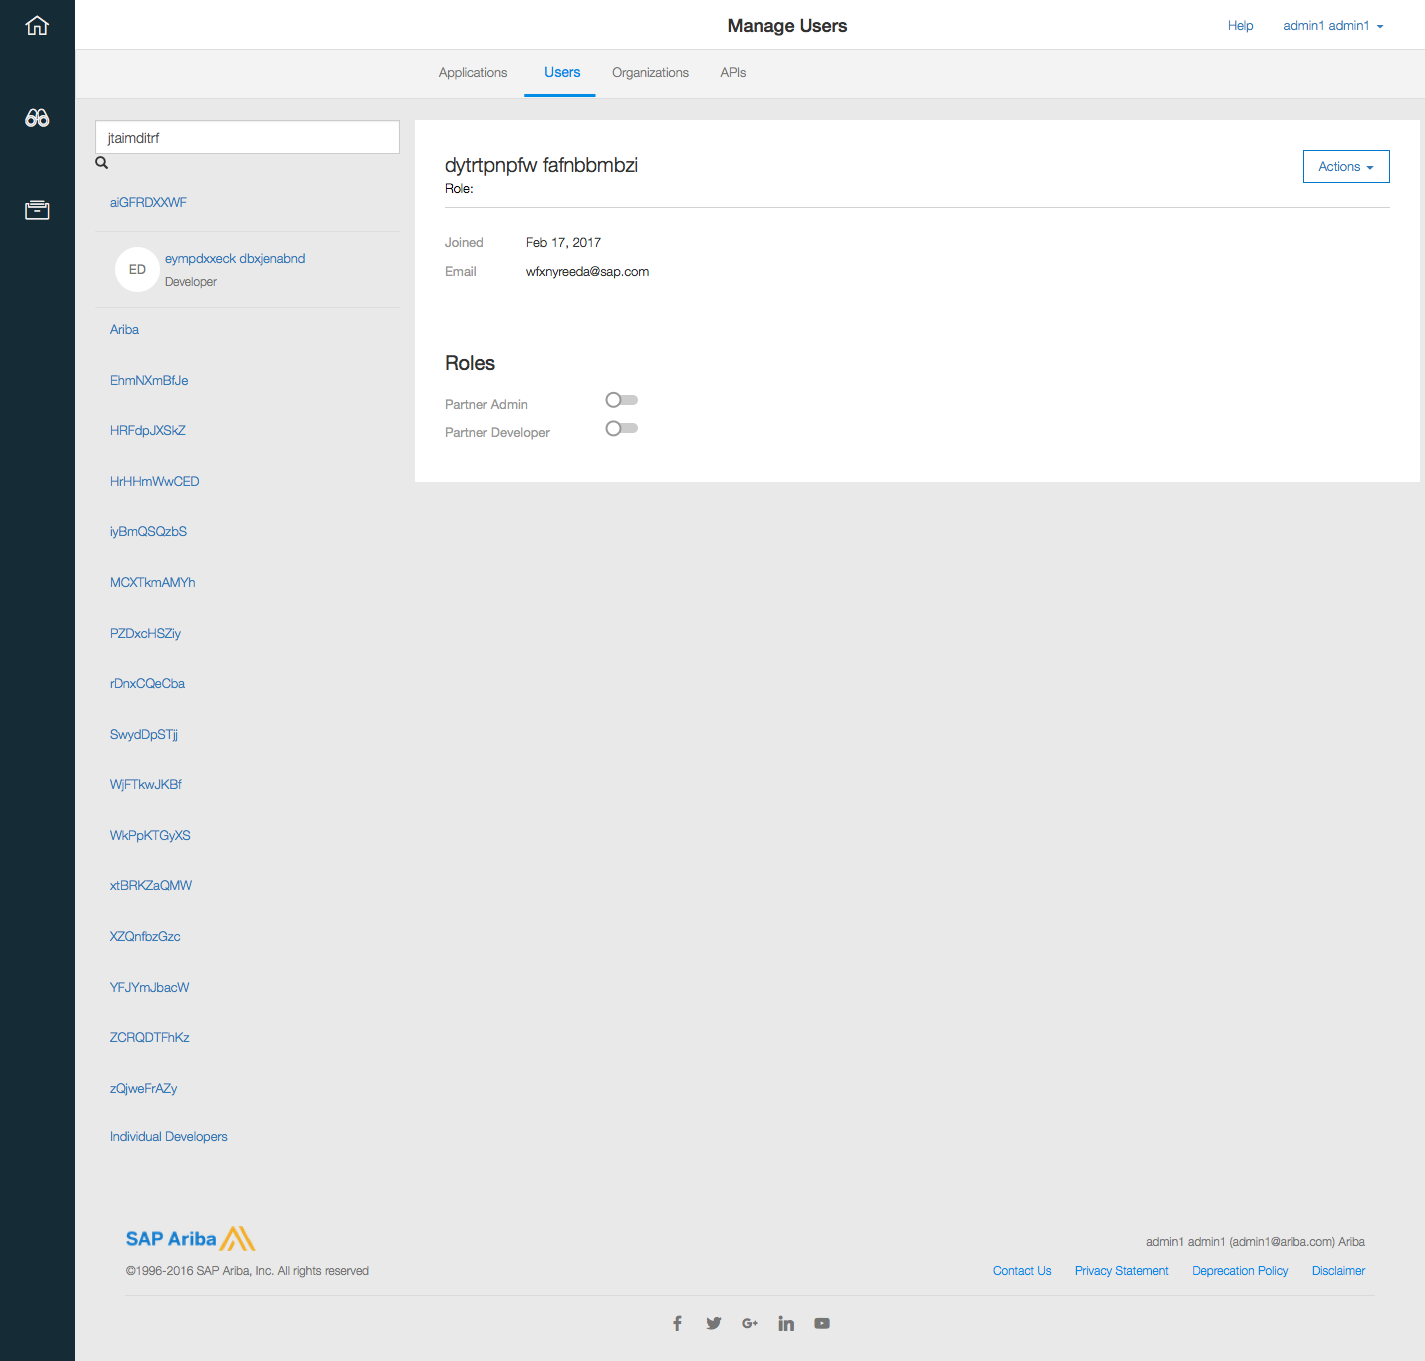 Manage Users
Help
admin1 admin1
Applications
Users
Organizations
APIs
jtaimditrf
aiGFRDXXWF
ED
eympdxxeck dbxjenabnd
Developer
Ariba
EhmNXmBfJe
HRFdpJXSkZ
HrHHmWwCED
iyBmQSQzbS
MCXTkmAMYh
PZDxcHSZiy
rDnxCQeCba
SwydDpSTjj
WjFTkwJKBf
WkPpKTGyXS
xtBRKZaQMW
XZQnfbzGzc
YFJYmJbacW
ZCRQDTFhKz
zQjweFrAZy
Individual Developers
dytrtpnpfw fafnbbmbzi
Role:
Actions
Joined Feb 17, 2017
Email wfxnyreeda@sap.com
Roles
Partner Admin
Partner Developer
SAP Ariba
©1996-2016 SAP Ariba, Inc. All rights reserved
admin1 admin1 (admin1@ariba.com) Ariba
Contact Us Privacy Statement Deprecation Policy Disclaimer